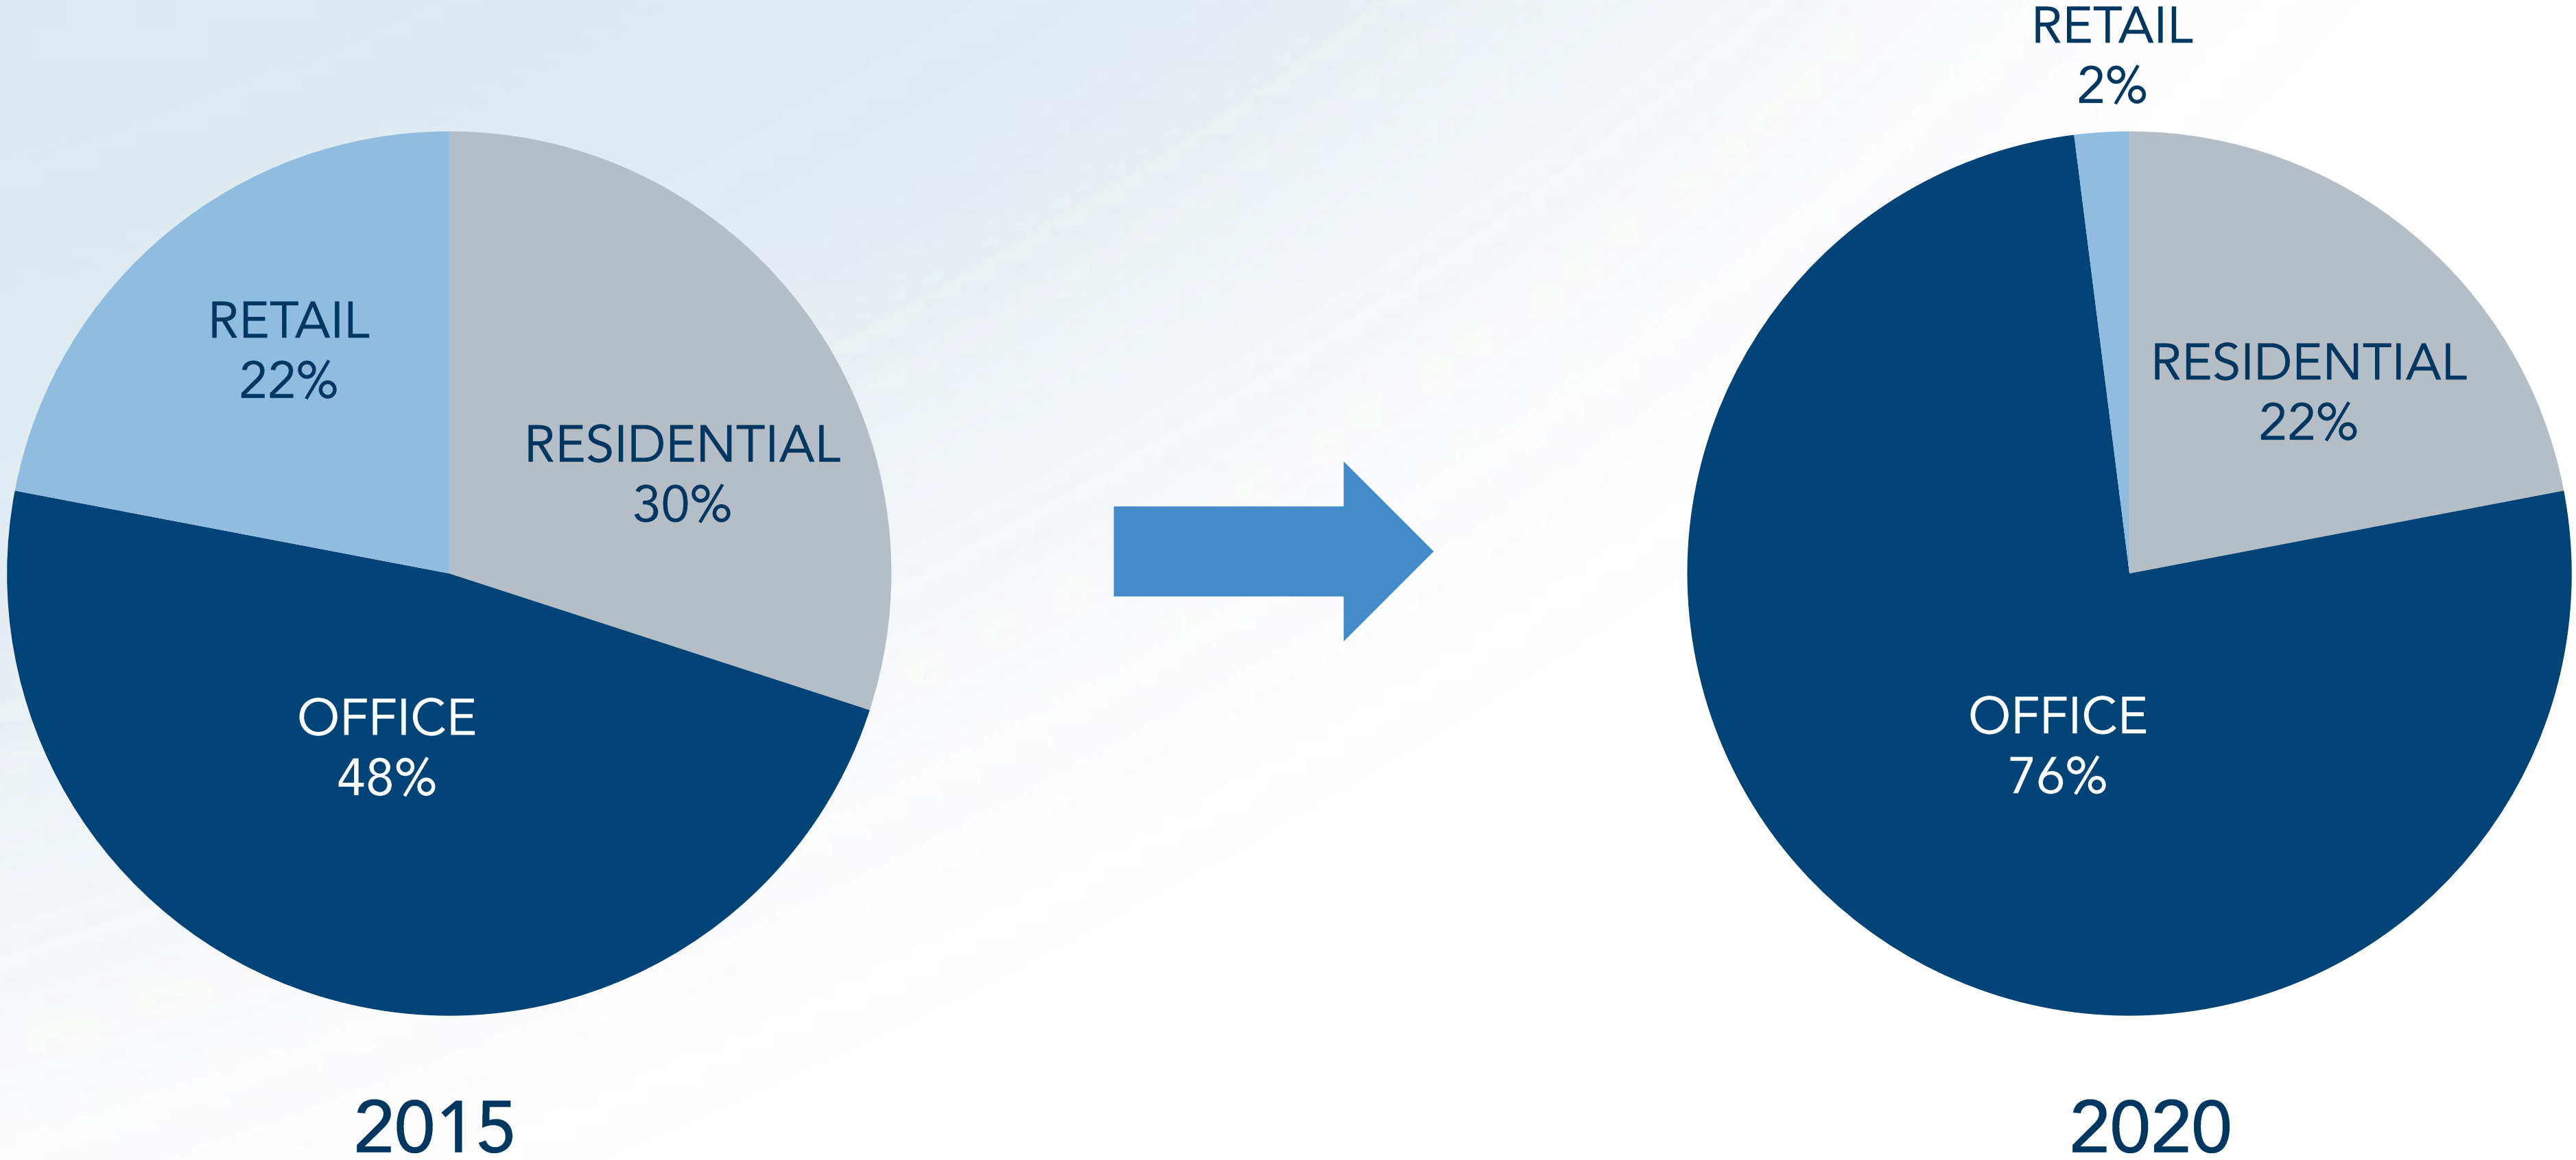 RETAIL
22%
RESIDENTIAL
30%
OFFICE
48%
2015
RETAIL
2%
RESIDENTIAL
22%
OFFICE
76%
2020